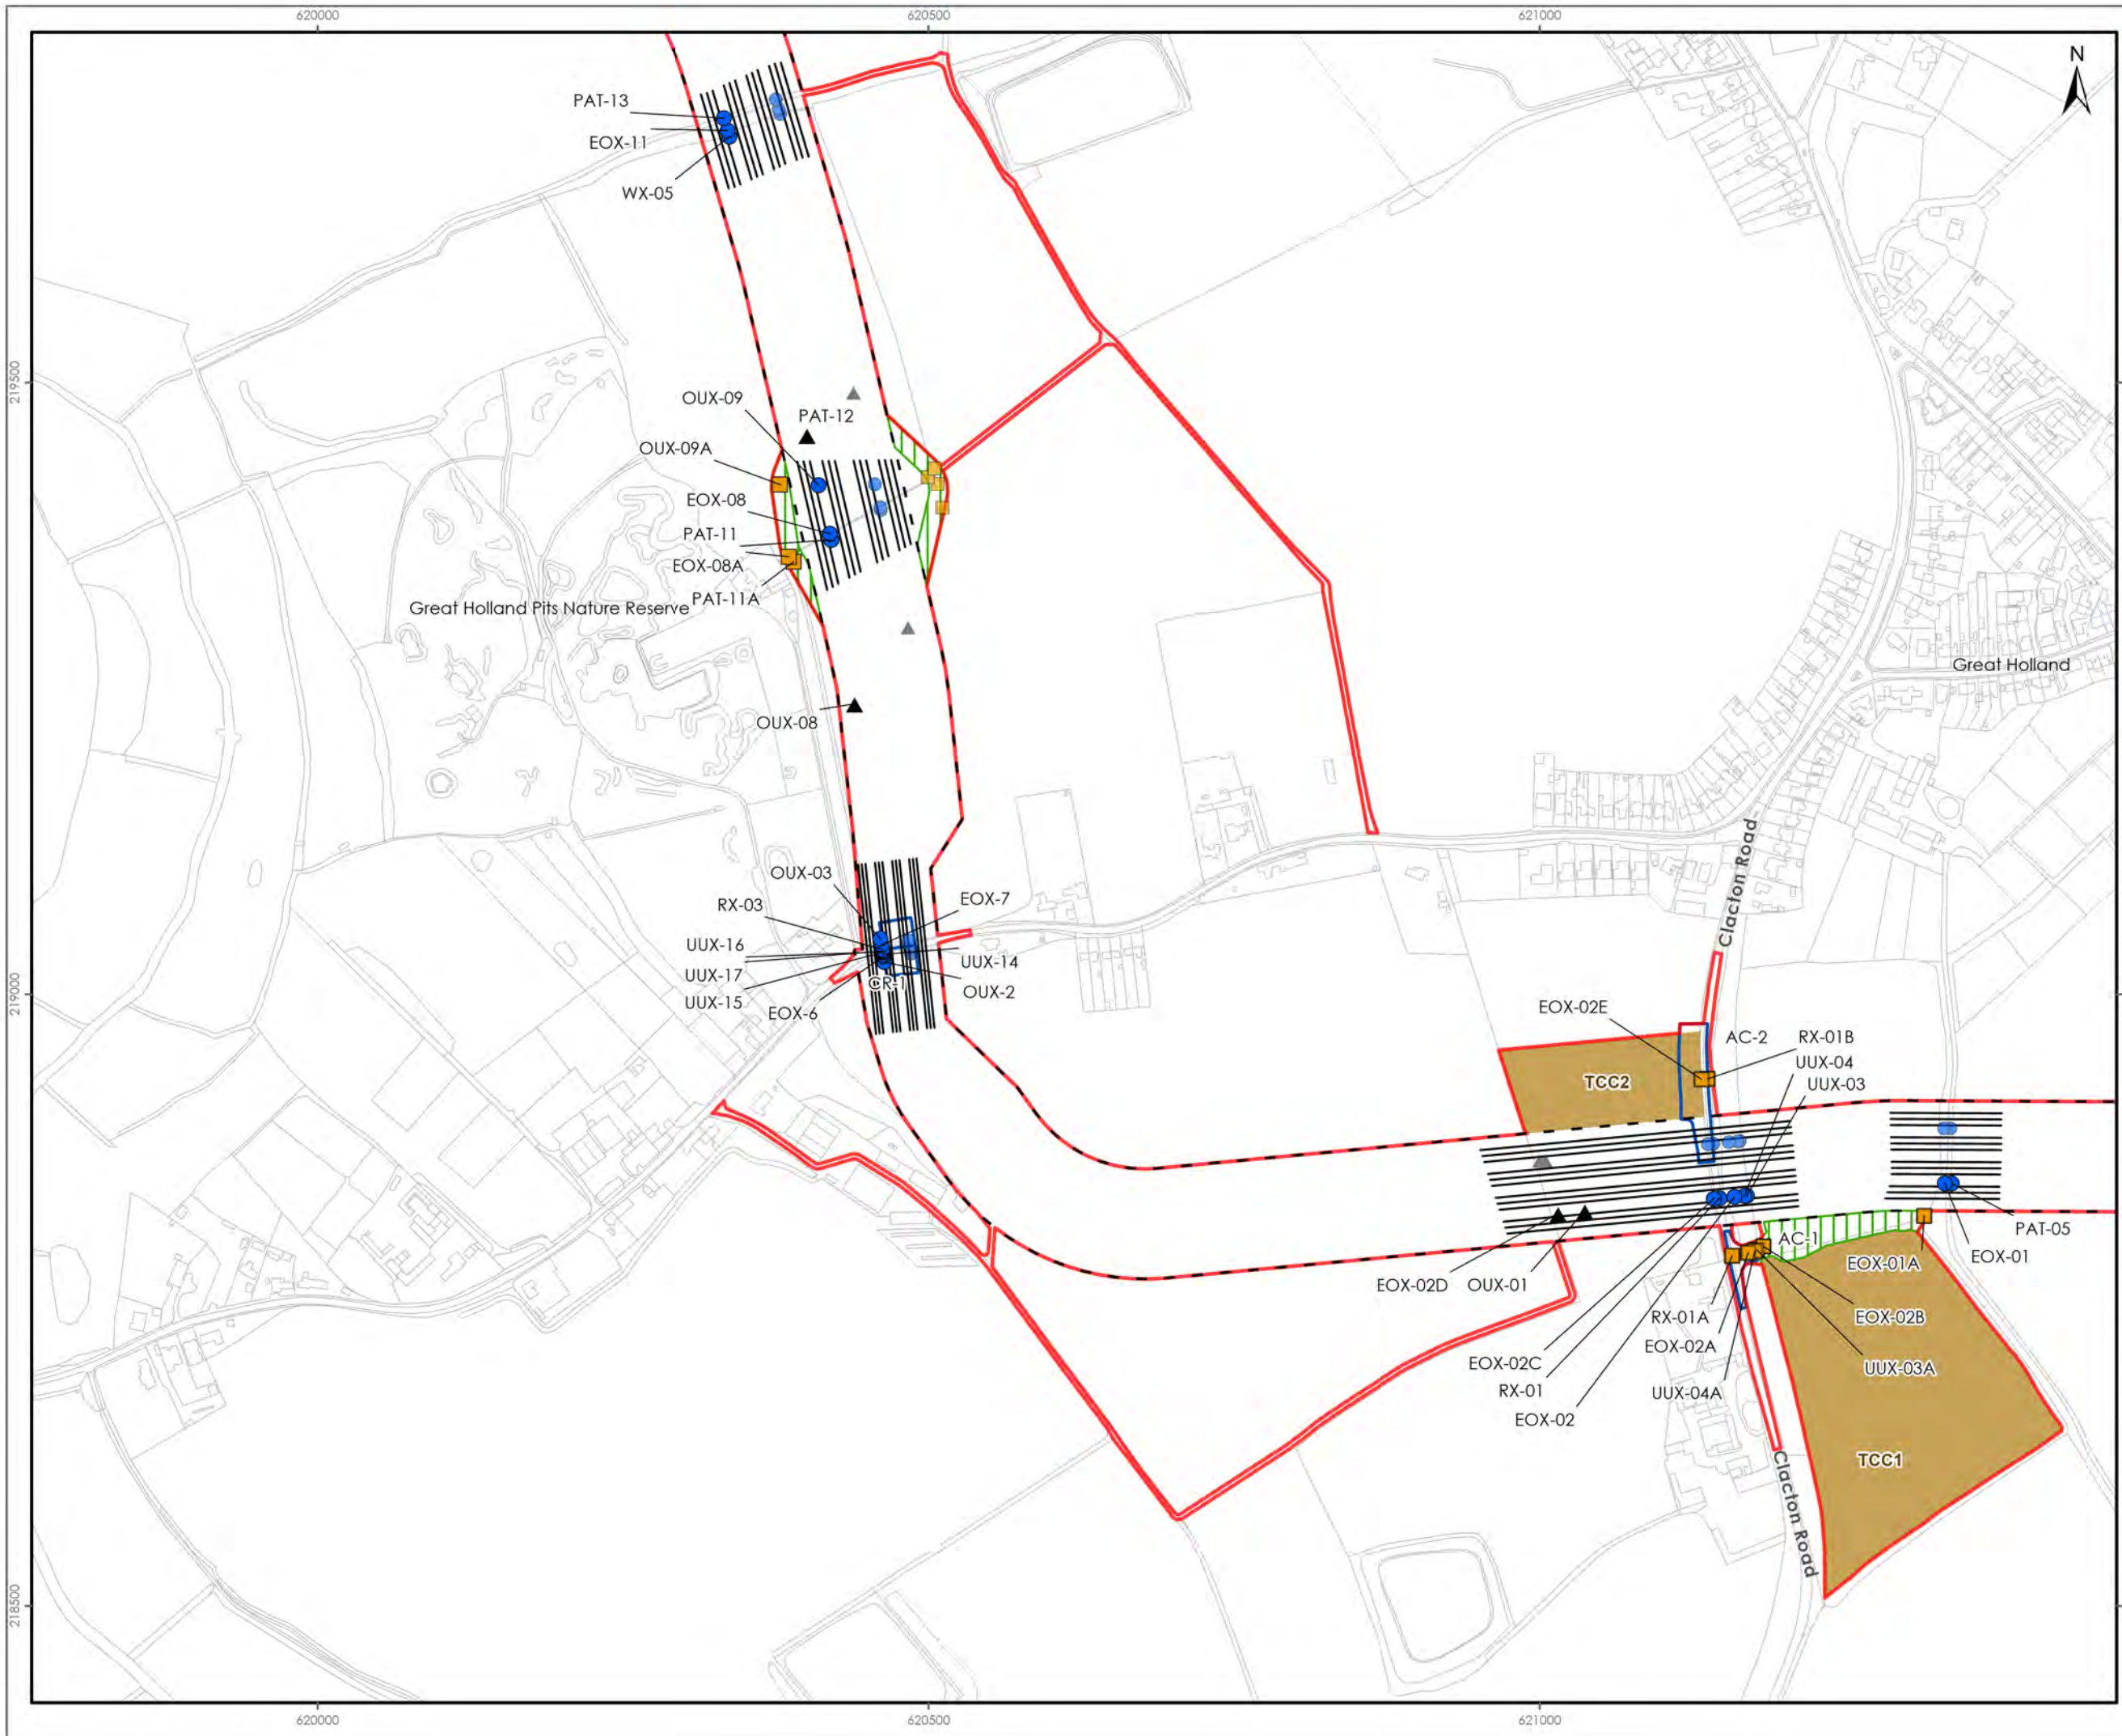 620000
620500
621000
N
PAT-13
EOX-11
WX-05
219500
OUX-09
PAT-12
OUX-09A
EOX-08
PAT-11
EOX-08A
PAT-11A
Great Holland Pits Nature Reserve
Great Holland
OUX-08
Clacton Road
OUX-03
RX-03
EOX-7
UUX-16
UUX-14
UUX-17
OUX-2
UUX-15
CR-1
EOX-6
219000
EOX-02E
AC-2
RX-01B
UUX-04
UUX-03
TCC2
PAT-05
AC-1
EOX-01
EOX-01A
EOX-02D
OUX-01
RX-01A
EOX-02B
EOX-02A
EOX-02C
UUX-03A
RX-01
UUX-04A
EOX-02
TCC1
Clacton Road
218500
620000
620500
621000